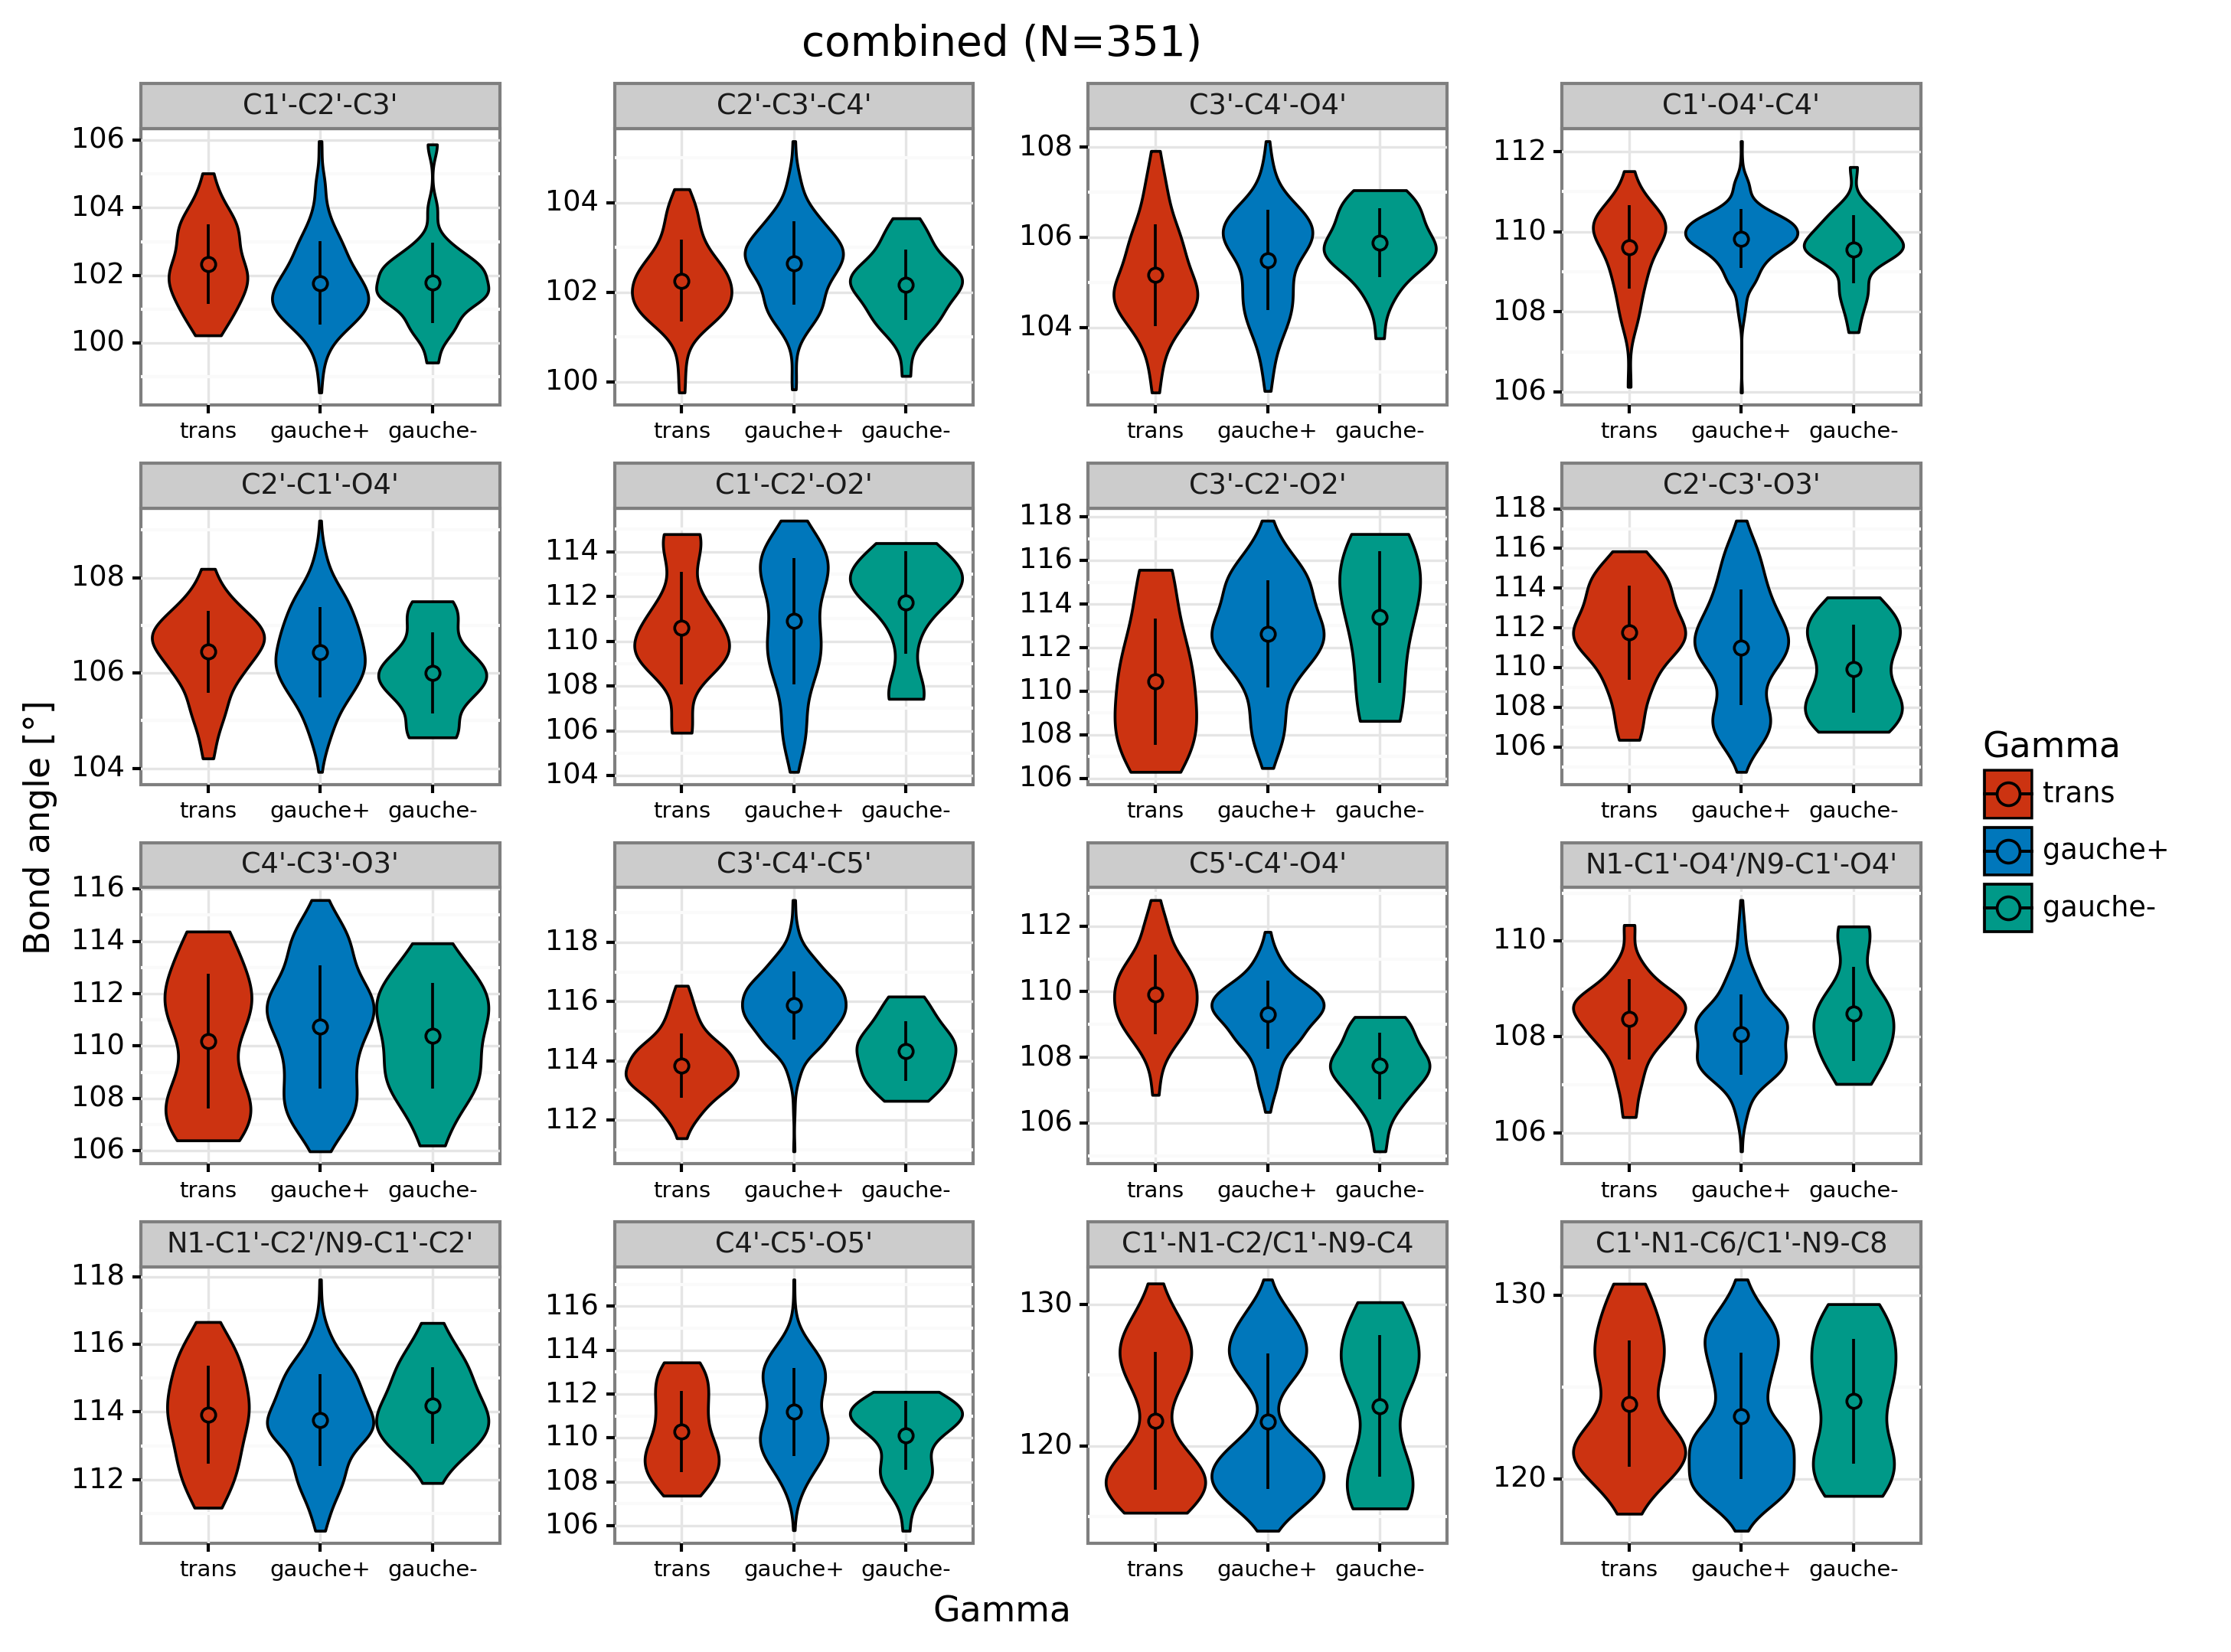 combined (N=351)
C1'-C2'-C3'
C2'-C3'-C4'
C3'-C4'-O4'
C1'-O4'-C4'
106
104
102
100
104
102
100
108
106
104
112
110
108
106
trans gauche+ gauche-
trans gauche+ gauche-
trans gauche+ gauche-
trans gauche+ gauche-
C2'-C1'-O4'
C1'-C2'-O2'
C3'-C2'-O2'
C2'-C3'-O3'
108
106
104
114
112
110
108
106
104
118
116
114
112
110
108
106
118
116
114
112
110
108
106
trans gauche+ gauche-
trans gauche+ gauche-
trans gauche+ gauche-
trans gauche+ gauche-
C4'-C3'-O3'
C3'-C4'-C5'
C5'-C4'-O4'
N1-C1'-O4'/N9-C1'-O4'
116
114
112
110
108
106
118
116
114
112
112
110
108
106
110
108
106
trans gauche+ gauche-
trans gauche+ gauche-
trans gauche+ gauche-
trans gauche+ gauche-
N1-C1'-C2'/N9-C1'-C2'
C4'-C5'-O5'
C1'-N1-C2/C1'-N9-C4
C1'-N1-C6/C1'-N9-C8
118
116
114
112
116
114
112
110
108
106
130
120
130
120
trans gauche+ gauche-
trans gauche+ gauche-
trans gauche+ gauche-
trans gauche+ gauche-
Bond angle [°]
Gamma
Gamma
trans
gauche+
gauche-